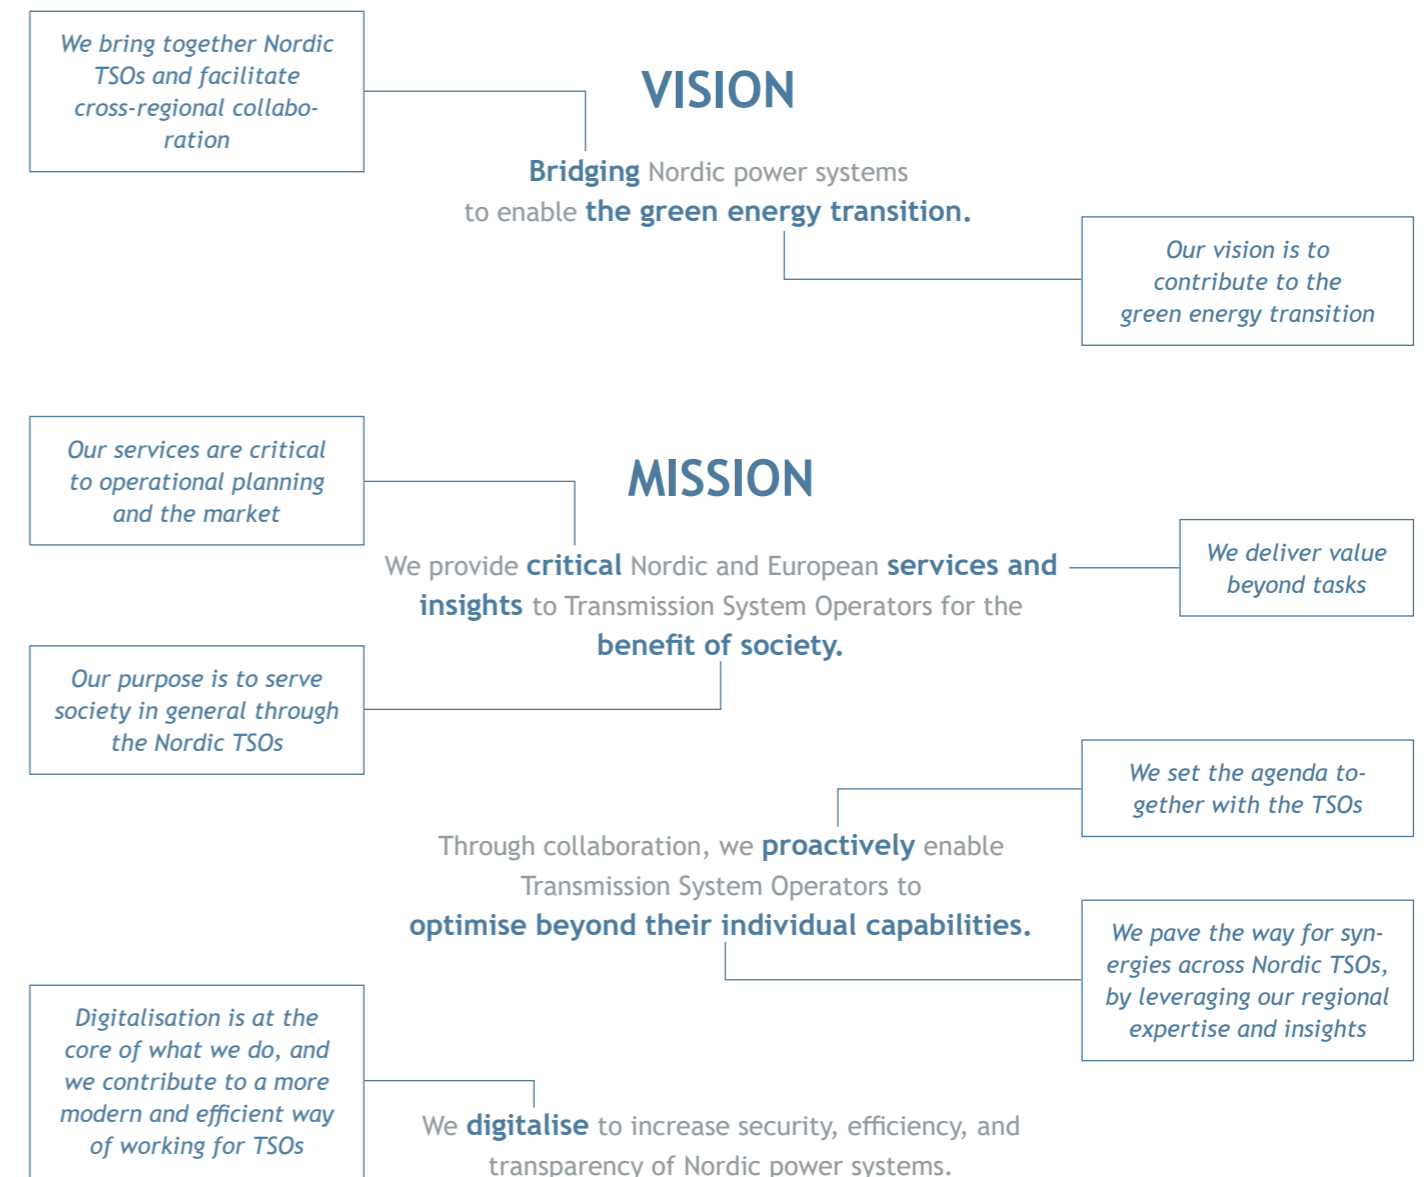 We bring together Nordic
TSOs and facilitate
cross-regional collabo-
ration
VISION
Bridging Nordic power systems
to enable the green energy transition.
Our vision is to
contribute to the
green energy transition
Our services are critical
to operational planning
and the market
MISSION
We provide critical Nordic and European services and
insights to Transmission System Operators for the
benefit of society.
We deliver value
beyond tasks
Our purpose is to serve
society in general through
the Nordic TSOs
We set the agenda to-
gether with the TSOs
Through collaboration, we proactively enable
Transmission System Operators to
optimise beyond their individual capabilities.
We pave the way for syn-
ergies across Nordic TSOs,
by leveraging our regional
expertise and insights
Digitalisation is at the
core of what we do, and
we contribute to a more
modern and efficient way
of working for TSOs
We digitalise to increase security, efficiency, and
transparency of Nordic power systems.